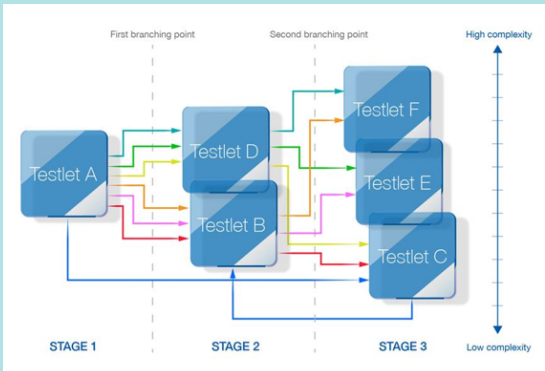 First branching point
Second branching point
High complexity
Testlet F
Testlet D
Testlet A
Testlet E
Testlet B
Testlet C
STAGE 1
STAGE 2
STAGE 3
Low complexity